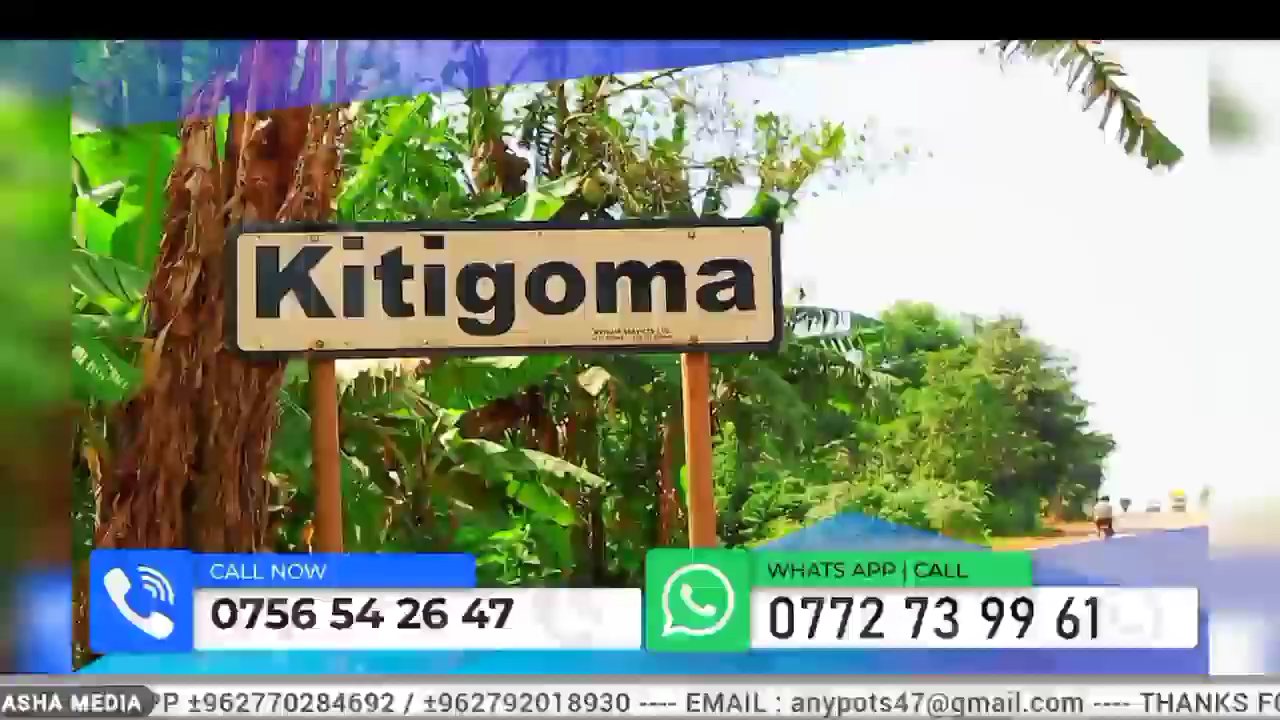 Kitigoma
CALL NOW
0756 54 26 47
WHATS APP | CALL
0772 73 99 61
ASHA MEDIA
PP ±962770284692 / ±962792018930 ---- EMAIL : anypots47@gmail.com ---- THANKS FO